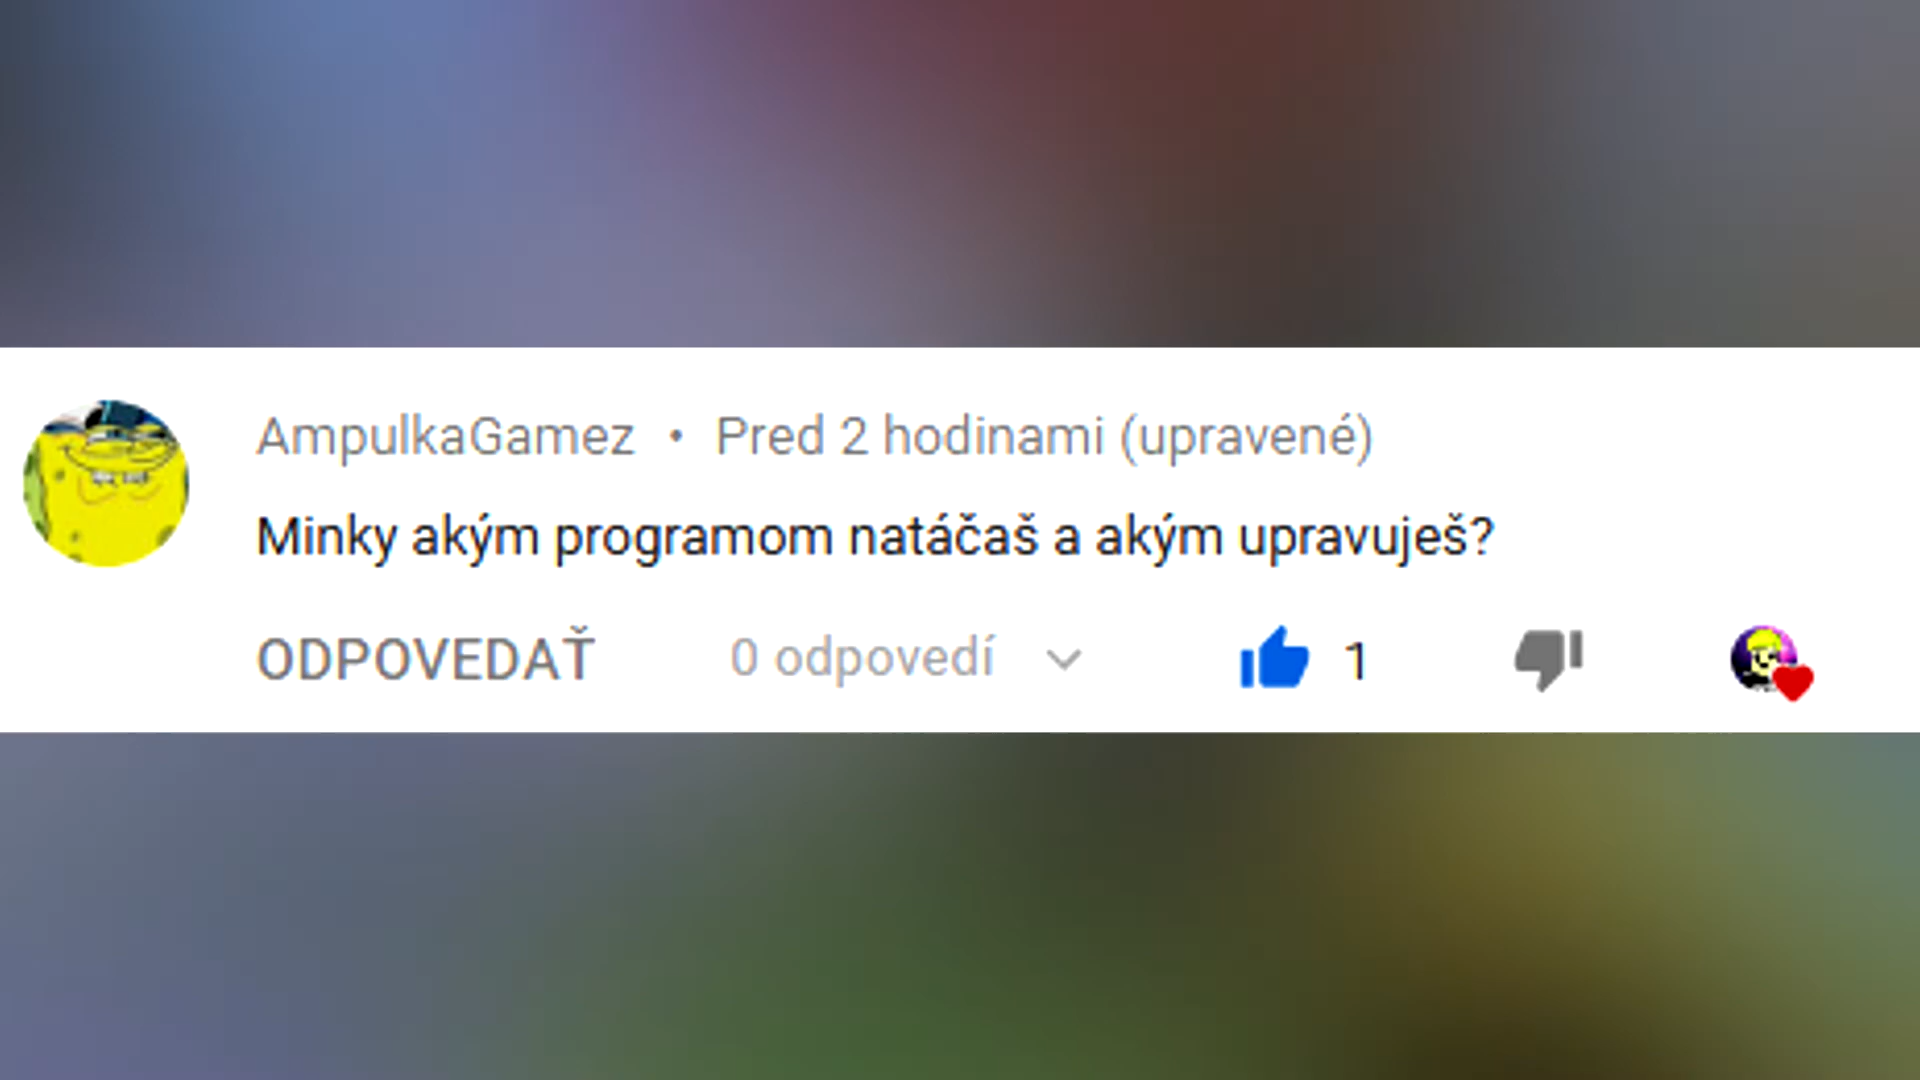 AmpulkaGamez • Pred 2 hodinami (upravené)
Minky akým programom natáčaš a akým upravuješ?
ODPOVEDAŤ 0 odpovedí 1